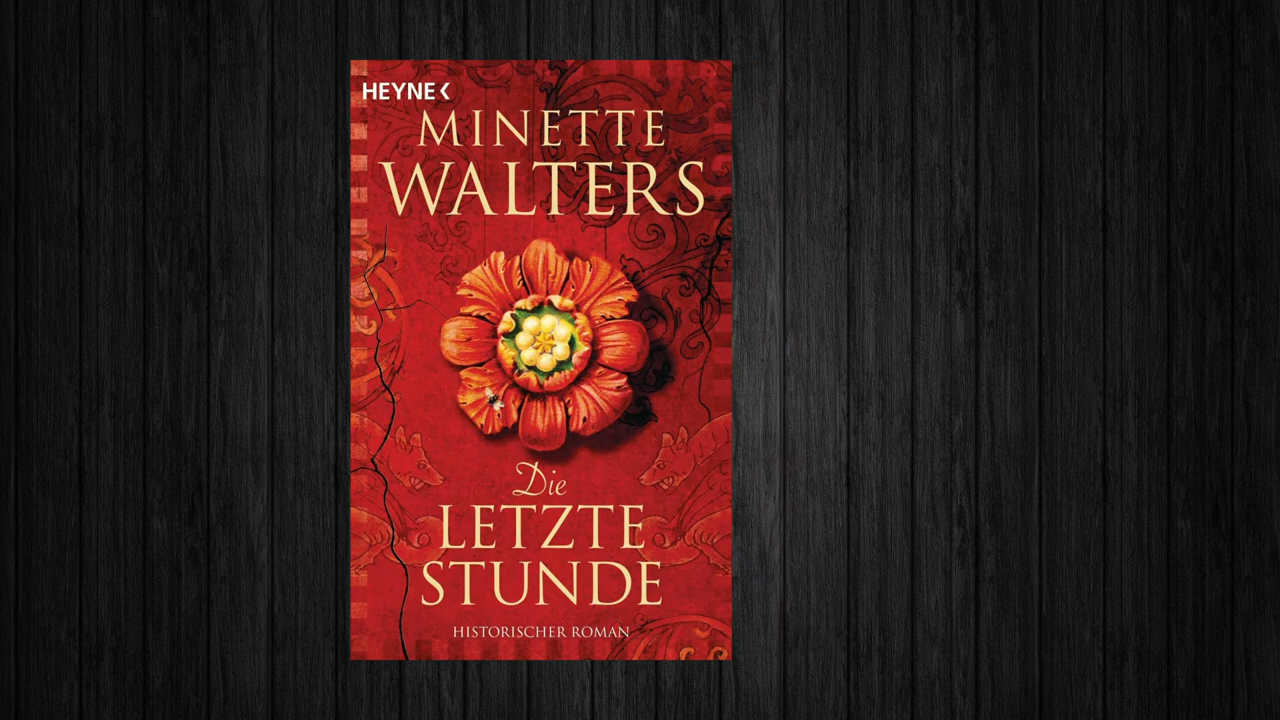 HEYNE
MINETTE
WALTERS
Die
LETZTE
STUNDE
HISTORISCHER ROMAN